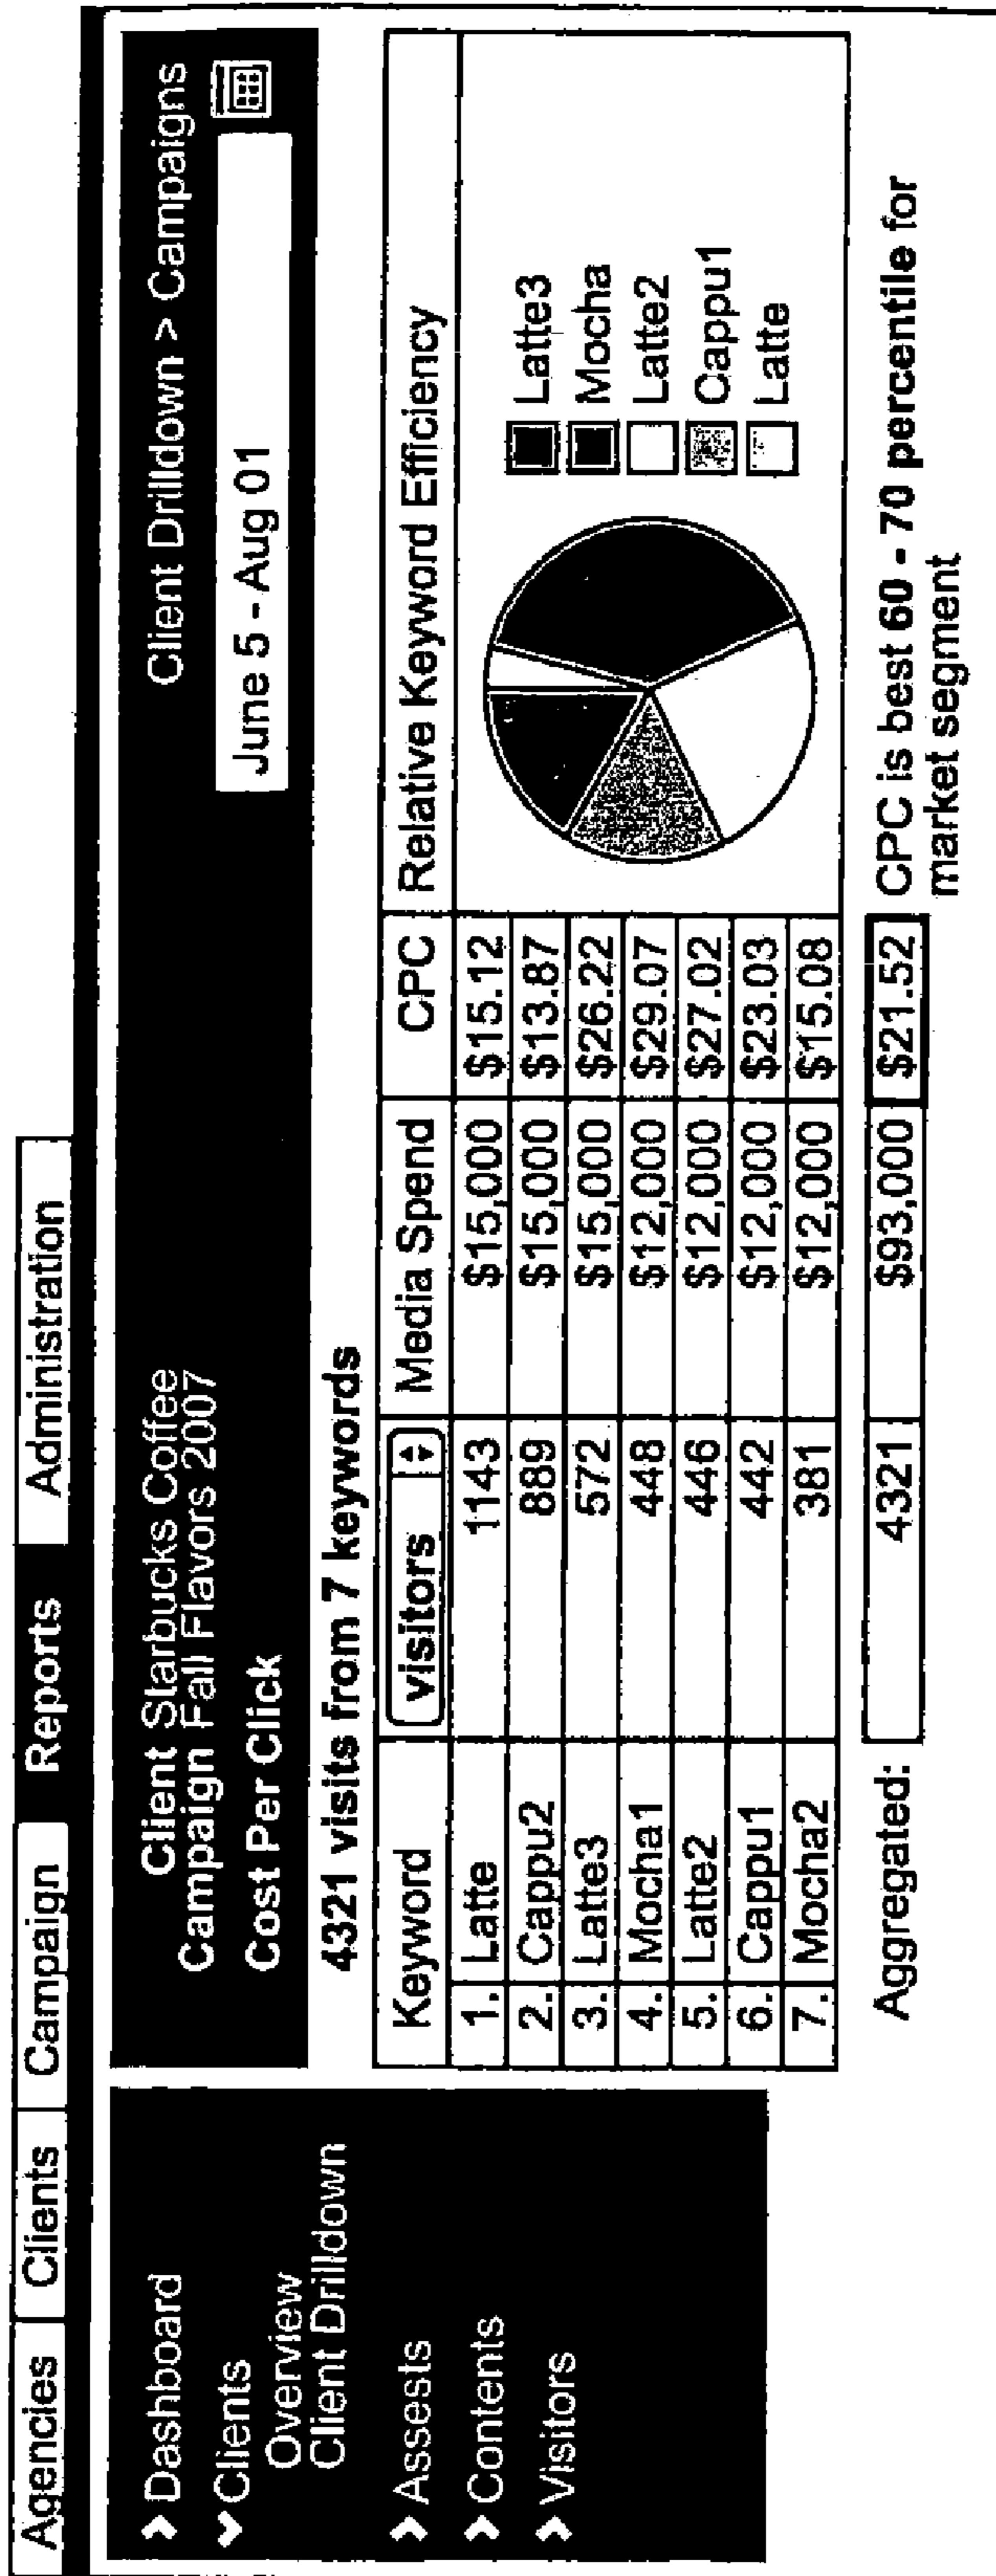 Agencies Clients Campaign Reports Administration
Dashboard
Clients
Overview
Client Drilldown
Assests
Contents
Visitors
Client Starbucks Coffee
Campaign Fall Flavors 2007
Client Drilldown > Campaigns
Cost Per Click
June 5 - Aug 01
4321 visits from 7 keywords
Keyword visitors Media Spend CPC Relative Keyword Efficiency
1. Latte 1143 $15,000 $15.12
2. Cappu2 889 $15,000 $13.87
3. Latte3 572 $15,000 $26.22
4. Mocha1 448 $12,000 $29.07
5. Latte2 446 $12,000 $27.02
6. Cappu1 442 $12,000 $23.03
7. Mocha2 381 $12,000 $15.08
Latte3
Mocha
Latte2
Cappu1
Latte
Aggregated: 4321 $93,000 $21.52
CPC is best 60 - 70 percentile for
market segment